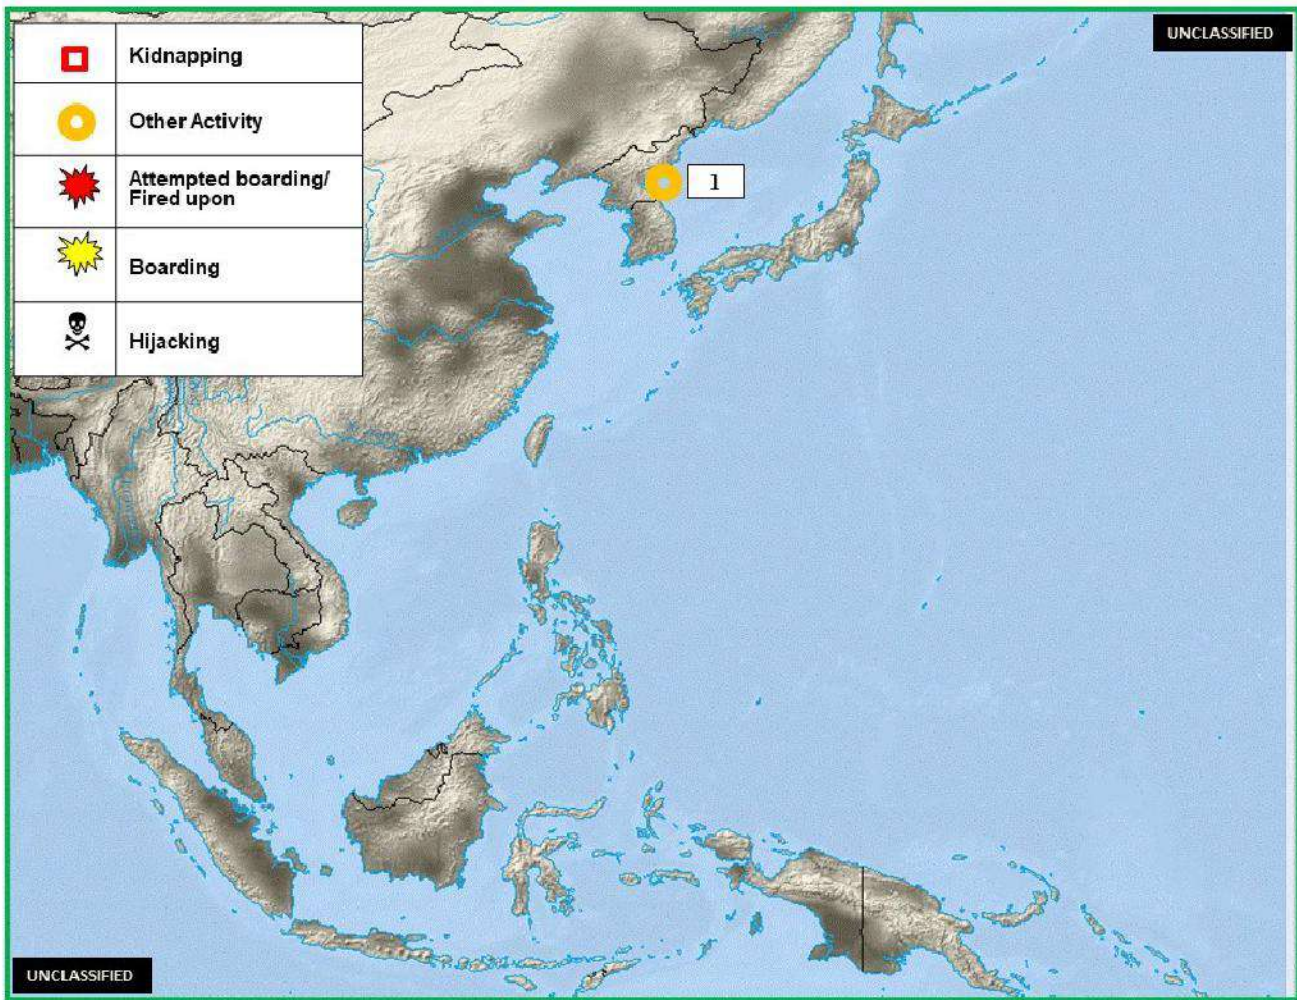 UNCLASSIFIED
Kidnapping
Other Activity
Attempted boarding/
Fired upon
Boarding
Hijacking
1
UNCLASSIFIED